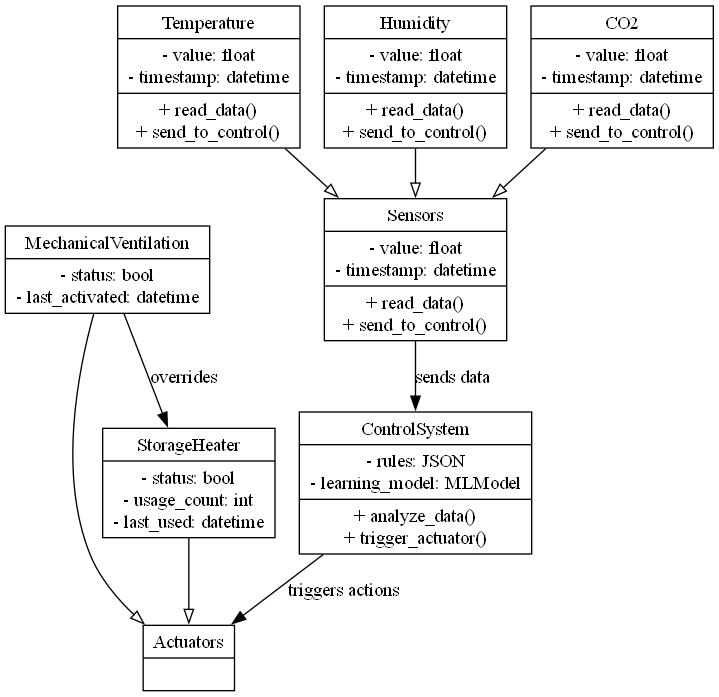 Temperature
- value: float
- timestamp: datetime
+ read_data()
+ send_to_control()
Humidity
- value: float
- timestamp: datetime
+ read_data()
+ send_to_control()
CO2
- value: float
- timestamp: datetime
+ read_data()
+ send_to_control()
Sensors
- value: float
- timestamp: datetime
+ read_data()
+ send_to_control()
MechanicalVentilation
- status: bool
- last_activated: datetime
overrides
sends data
StorageHeater
- status: bool
- usage_count: int
- last_used: datetime
ControlSystem
- rules: JSON
- learning_model: MLModel
+ analyze_data()
+ trigger_actuator()
triggers actions
Actuators